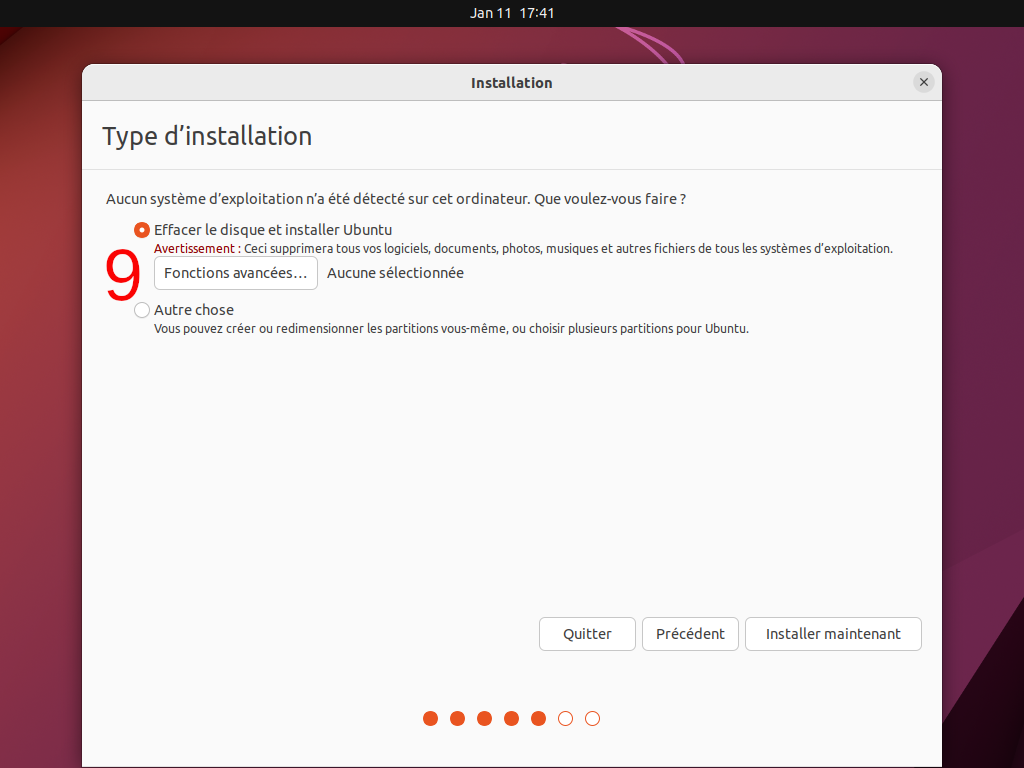 Jan 11 17:41
Installation
Type d’installation
Aucun système d’exploitation n’a été détecté sur cet ordinateur. Que voulez-vous faire ?
Effacer le disque et installer Ubuntu
Avertissement : Ceci supprimera tous vos logiciels, documents, photos, musiques et autres fichiers de tous les systèmes d’exploitation.
9
Fonctions avancées… Aucune sélectionnée
Autre chose
Vous pouvez créer ou redimensionner les partitions vous-même, ou choisir plusieurs partitions pour Ubuntu.
Quitter Précédent Installer maintenant